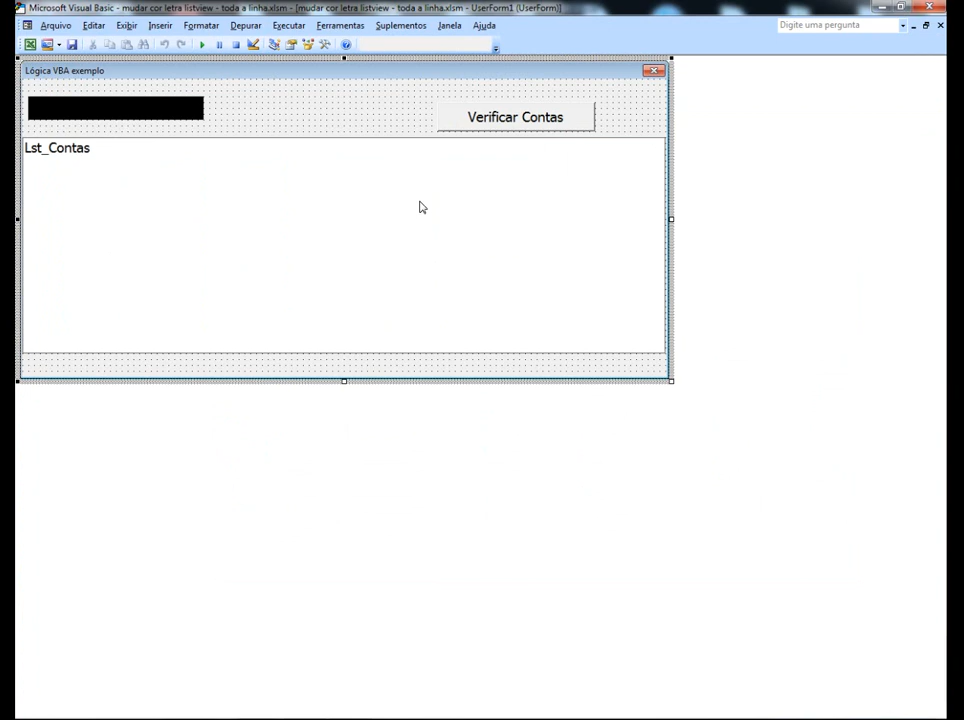 Microsoft Visual Basic - mudar cor letra listview - toda a linha.xlsm - [mudar cor letra listview - toda a linha.xlsm - UserForm1 (UserForm)]
Arquivo Editar Exibir Inserir Formatar Depurar Executar Ferramentas Suplementos Janela Ajuda
Digite uma pergunta
Lógica VBA exemplo
Verificar Contas
Lst_Contas